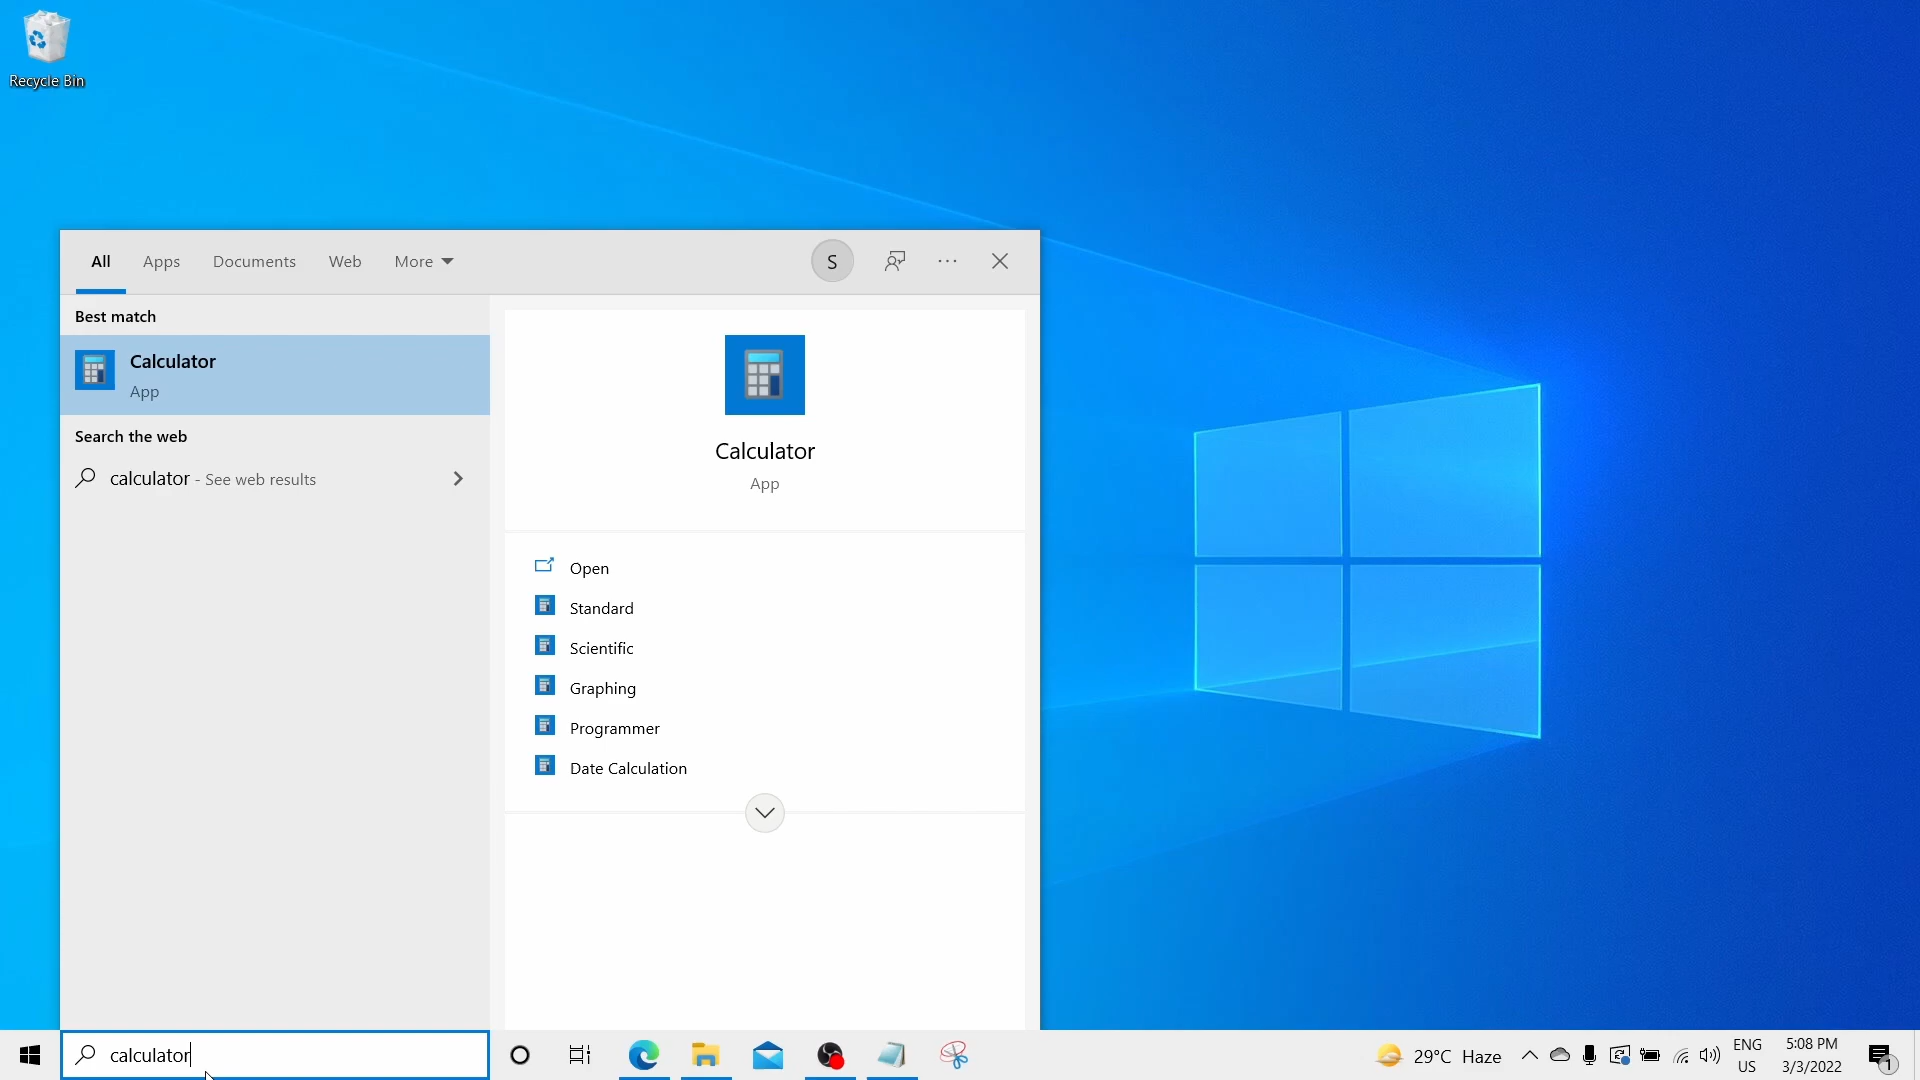 Recycle Bin
All Apps Documents Web More
S
Best match
Calculator
App
Search the web
calculator - See web results
Calculator
App
Open
Standard
Scientific
Graphing
Programmer
Date Calculation
calculator
29°C Haze
ENG
US
5:08 PM
3/3/2022
1